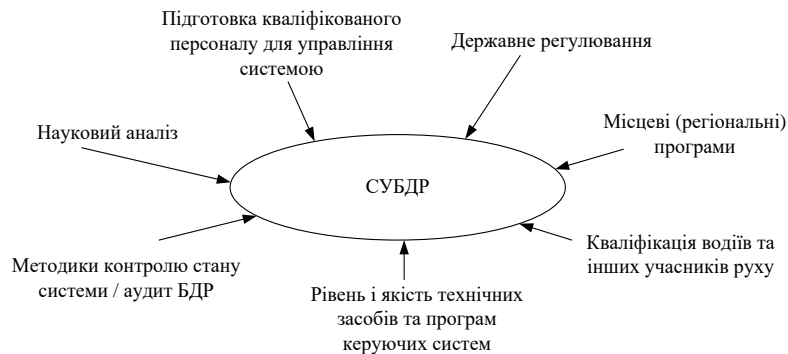 Підготовка кваліфікованого
персоналу для управління
системою
Державне регулювання
Науковий аналіз
Місцеві (регіональні)
програми
СУБДР
Методики контролю стану
системи / аудит БДР
Рівень і якість технічних
засобів та програм
керуючих систем
Кваліфікація водіїв та
інших учасників руху